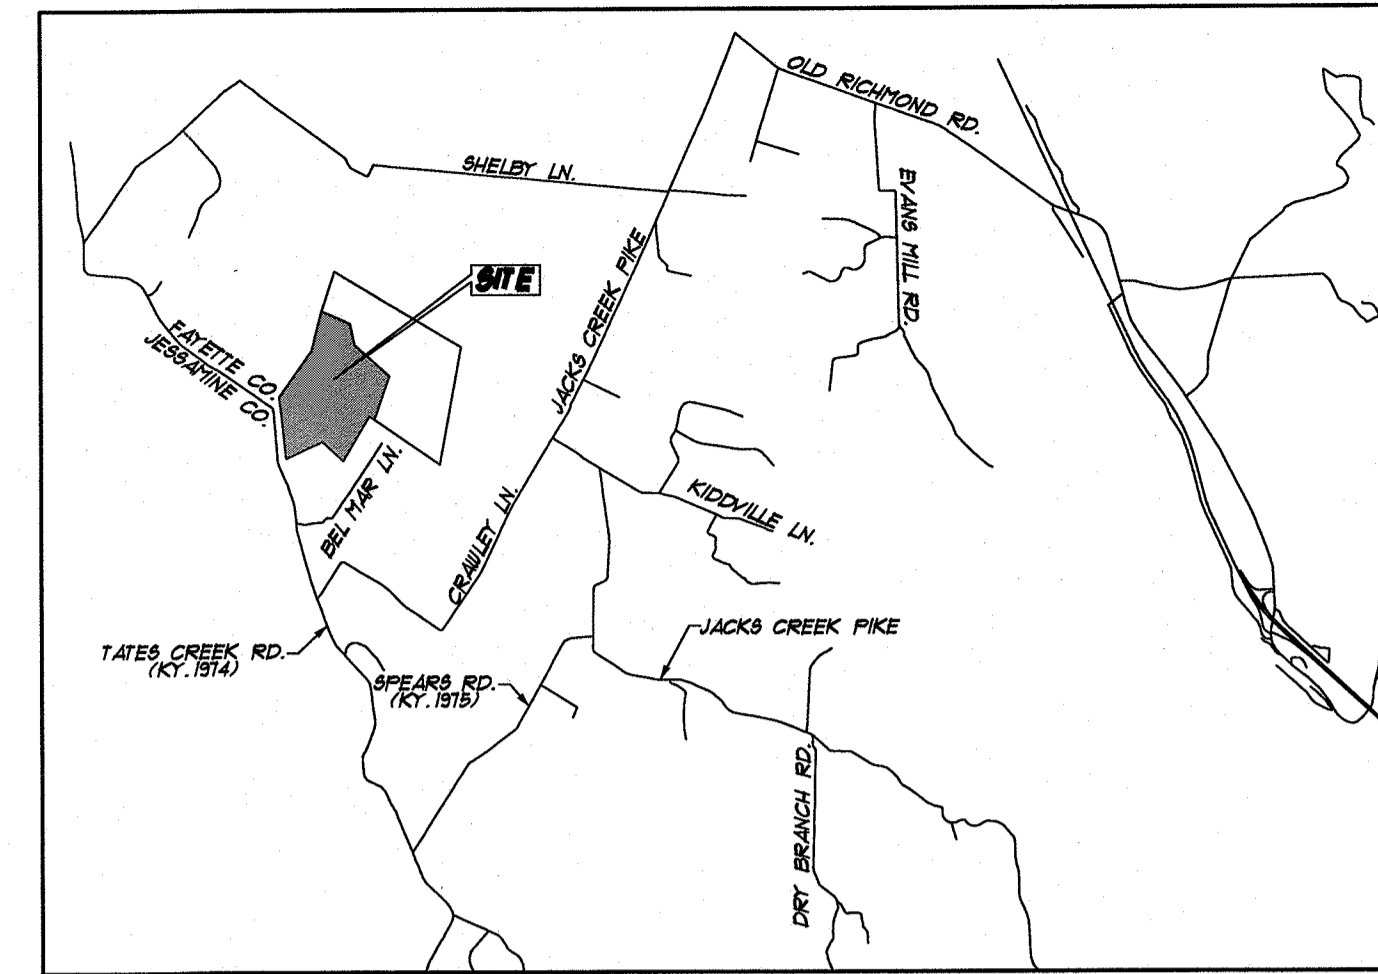 OLD RICHMOND RD.
SHELBY LN.
EVANS MILL RD.
SITE
JACKS CREEK PIKE
FAYETTE CO.
JESSAMINE CO.
BEL MAR LN.
KIDDVILLE LN.
CRAWLEY LN.
JACKS CREEK PIKE
TATES CREEK RD.
(KY. 1974)
SPEARS RD.
(KY. 1975)
DRY BRANCH RD.